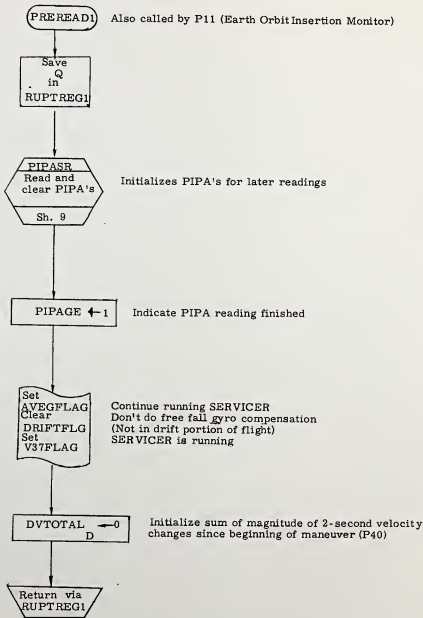 PREREAD1 Also called by P11 (Earth Orbit Insertion Monitor)
Save
Q
in
RUPTREG1
PIPASR
Read and
clear PIPA's
Initializes PIPA's for later readings
Sh. 9
PIPAGE ←1 Indicate PIPA reading finished
Set
AVEGFLAG
Clear
DRIFTFLG
Set
V37FLAG
Continue running SERVICER
Don't do free fall gyro compensation
(Not in drift portion of flight)
SERVICER is running
DVTOTAL ←0
D
Initialize sum of magnitude of 2-second velocity
changes since beginning of maneuver (P40)
Return via
RUPTREG1